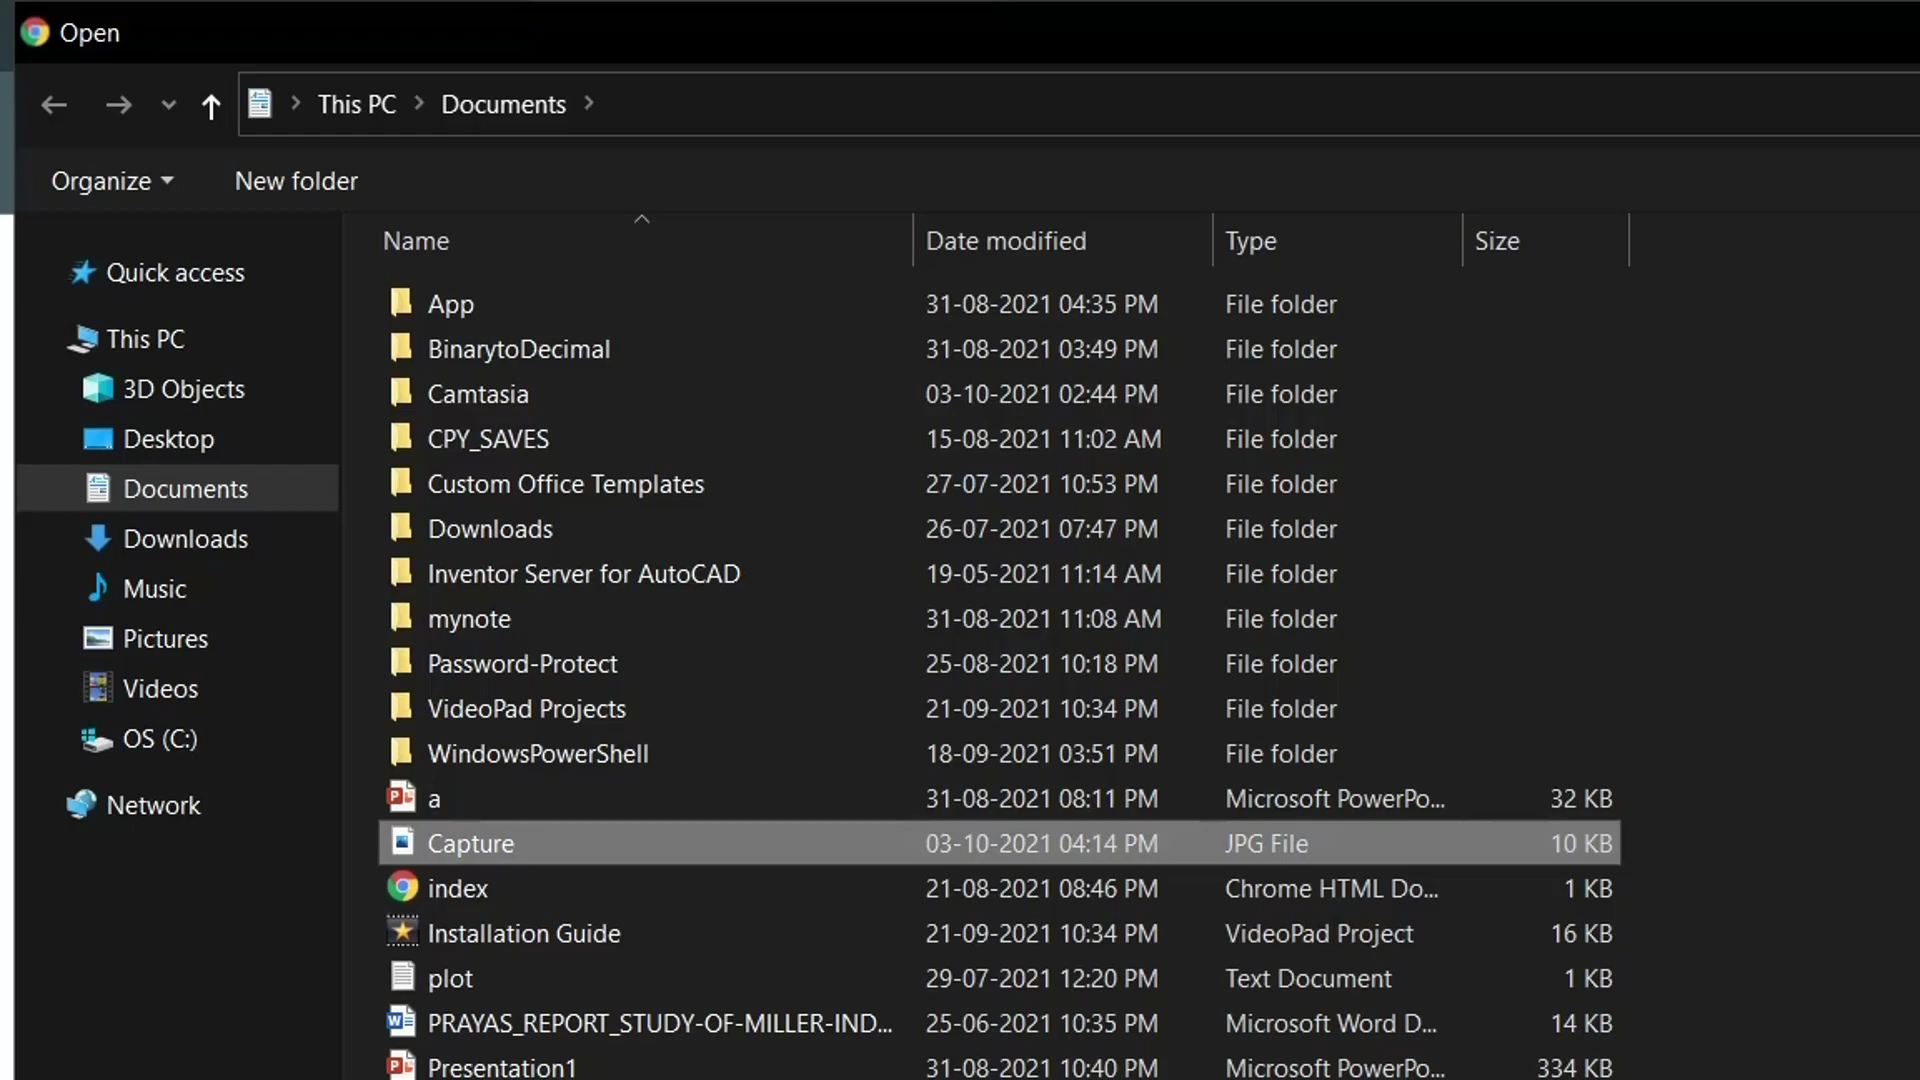 Open
This PC Documents
Organize New folder
Name Date modified Type Size
Quick access
This PC
3D Objects
Desktop
Documents
Downloads
Music
Pictures
Videos
OS (C:)
Network
App 31-08-2021 04:35 PM File folder
BinarytoDecimal 31-08-2021 03:49 PM File folder
Camtasia 03-10-2021 02:44 PM File folder
CPY_SAVES 15-08-2021 11:02 AM File folder
Custom Office Templates 27-07-2021 10:53 PM File folder
Downloads 26-07-2021 07:47 PM File folder
Inventor Server for AutoCAD 19-05-2021 11:14 AM File folder
mynote 31-08-2021 11:08 AM File folder
Password-Protect 25-08-2021 10:18 PM File folder
VideoPad Projects 21-09-2021 10:34 PM File folder
WindowsPowerShell 18-09-2021 03:51 PM File folder
a 31-08-2021 08:11 PM Microsoft PowerPo... 32 KB
Capture 03-10-2021 04:14 PM JPG File 10 KB
index 21-08-2021 08:46 PM Chrome HTML Do... 1 KB
Installation Guide 21-09-2021 10:34 PM VideoPad Project 16 KB
plot 29-07-2021 12:20 PM Text Document 1 KB
PRAYAS_REPORT_STUDY-OF-MILLER-IND... 25-06-2021 10:35 PM Microsoft Word D... 14 KB
Presentation1 31-08-2021 10:40 PM Microsoft PowerPo... 334 KB